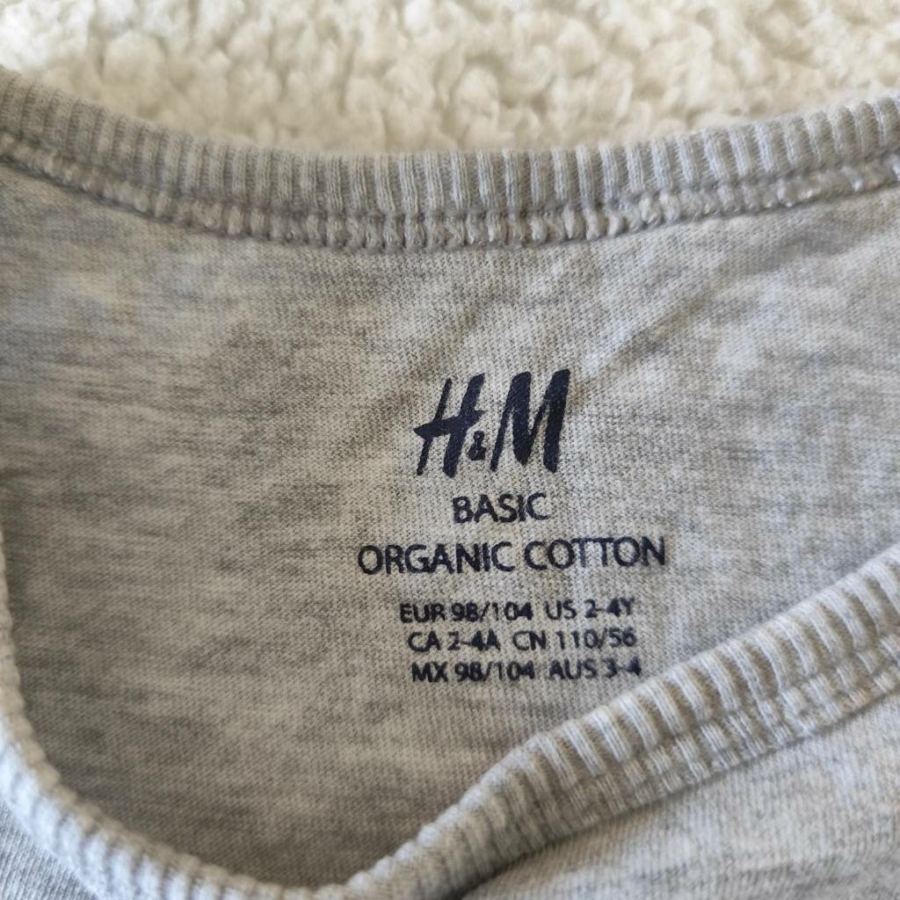 H&M
BASIC
ORGANIC COTTON
EUR 98/104 US 2-4Y
CA 2-4A CN 110/56
MX 98/104 AUS 3-4